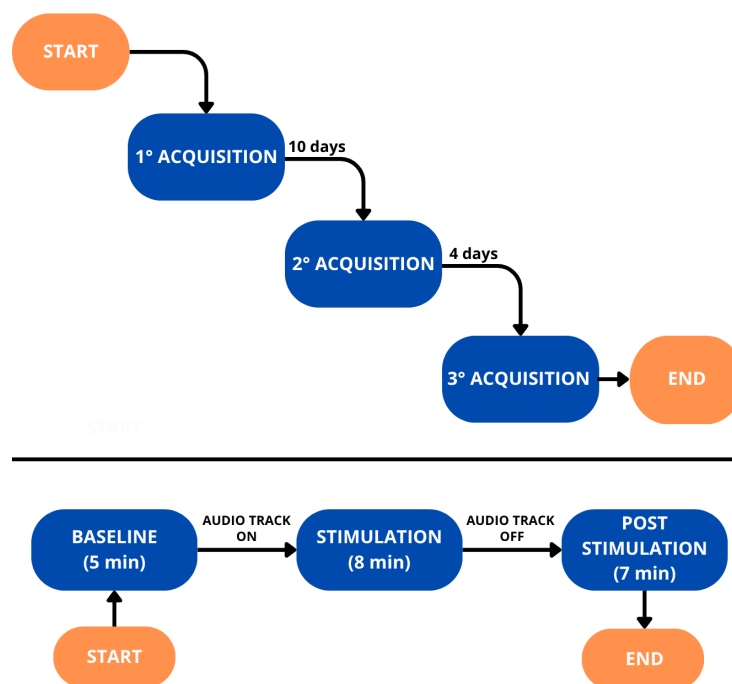 START
1° ACQUISITION
10 days
2° ACQUISITION
4 days
3° ACQUISITION
END
START
BASELINE
(5 min)
AUDIO TRACK
ON
STIMULATION
(8 min)
AUDIO TRACK
OFF
POST
STIMULATION
(7 min)
START
END